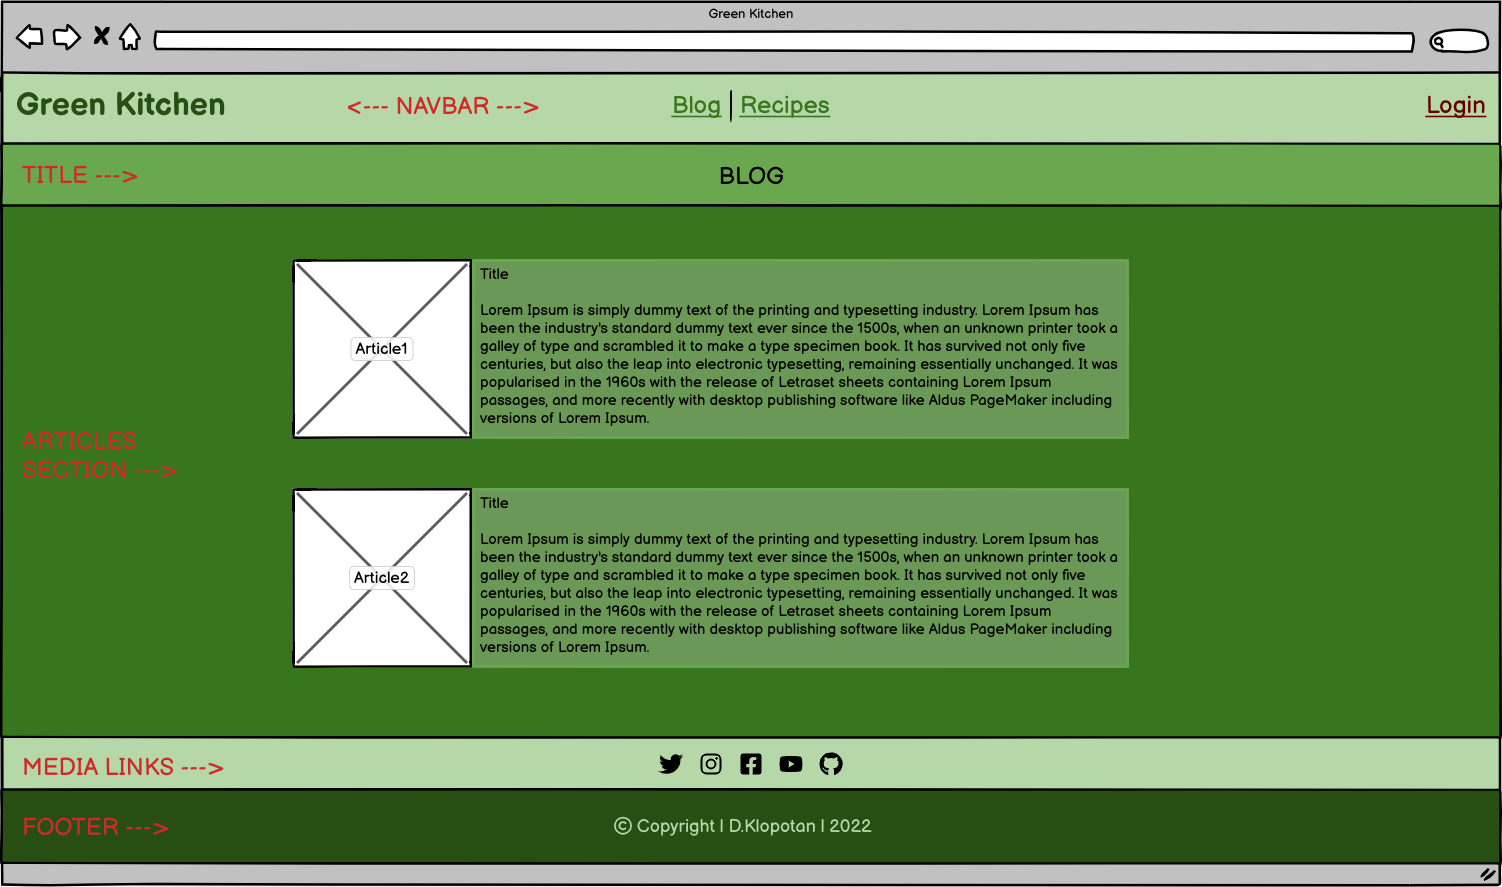 Green Kitchen
Green Kitchen <--- NAVBAR ---> Blog | Recipes Login
TITLE ---> BLOG
Title
Lorem Ipsum is simply dummy text of the printing and typesetting industry. Lorem Ipsum has
been the industry's standard dummy text ever since the 1500s, when an unknown printer took a
galley of type and scrambled it to make a type specimen book. It has survived not only five
centuries, but also the leap into electronic typesetting, remaining essentially unchanged. It was
popularised in the 1960s with the release of Letraset sheets containing Lorem Ipsum
passages, and more recently with desktop publishing software like Aldus PageMaker including
versions of Lorem Ipsum.
Article1
ARTICLES
SECTION --->
Title
Lorem Ipsum is simply dummy text of the printing and typesetting industry. Lorem Ipsum has
been the industry's standard dummy text ever since the 1500s, when an unknown printer took a
galley of type and scrambled it to make a type specimen book. It has survived not only five
centuries, but also the leap into electronic typesetting, remaining essentially unchanged. It was
popularised in the 1960s with the release of Letraset sheets containing Lorem Ipsum
passages, and more recently with desktop publishing software like Aldus PageMaker including
versions of Lorem Ipsum.
Article2
MEDIA LINKS --->
FOOTER ---> © Copyright | D.Klopotan | 2022